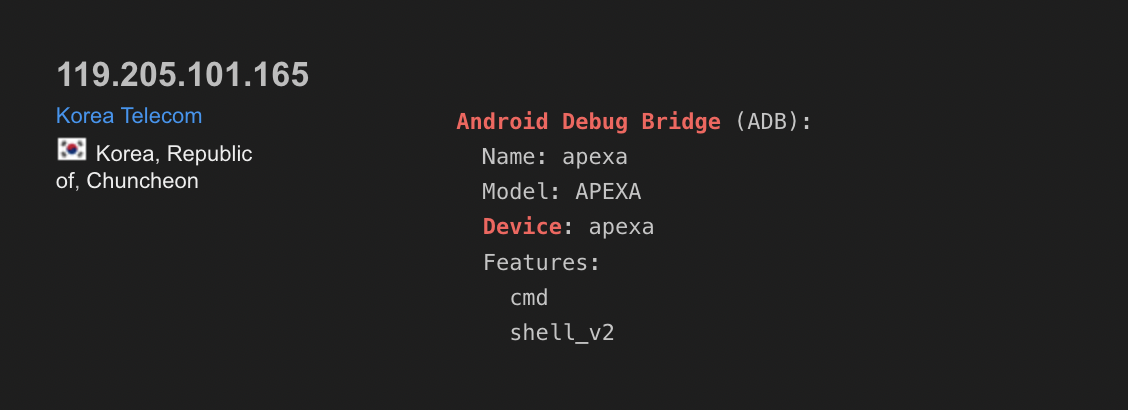 119.205.101.165
Korea Telecom
Korea, Republic
of, Chuncheon
Android Debug Bridge (ADB):
Name: apexa
Model: APEXA
Device: apexa
Features:
cmd
shell_v2